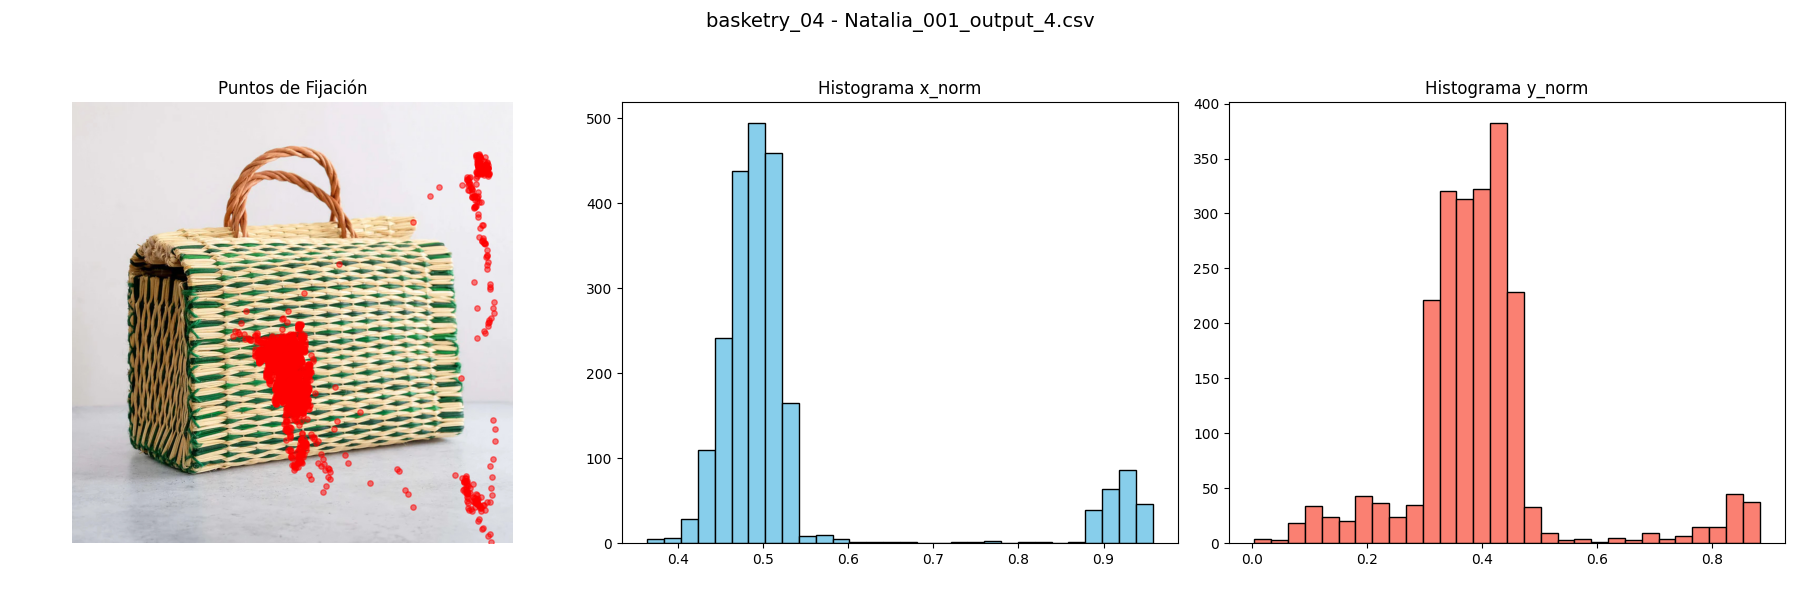 basketry_04 - Natalia_001_output_4.csv
Puntos de Fijación
Histograma x_norm
Histograma y_norm
500
400
300
200
100
0
0.4 0.5 0.6 0.7 0.8 0.9
400
350
300
250
200
150
100
50
0
0.0 0.2 0.4 0.6 0.8